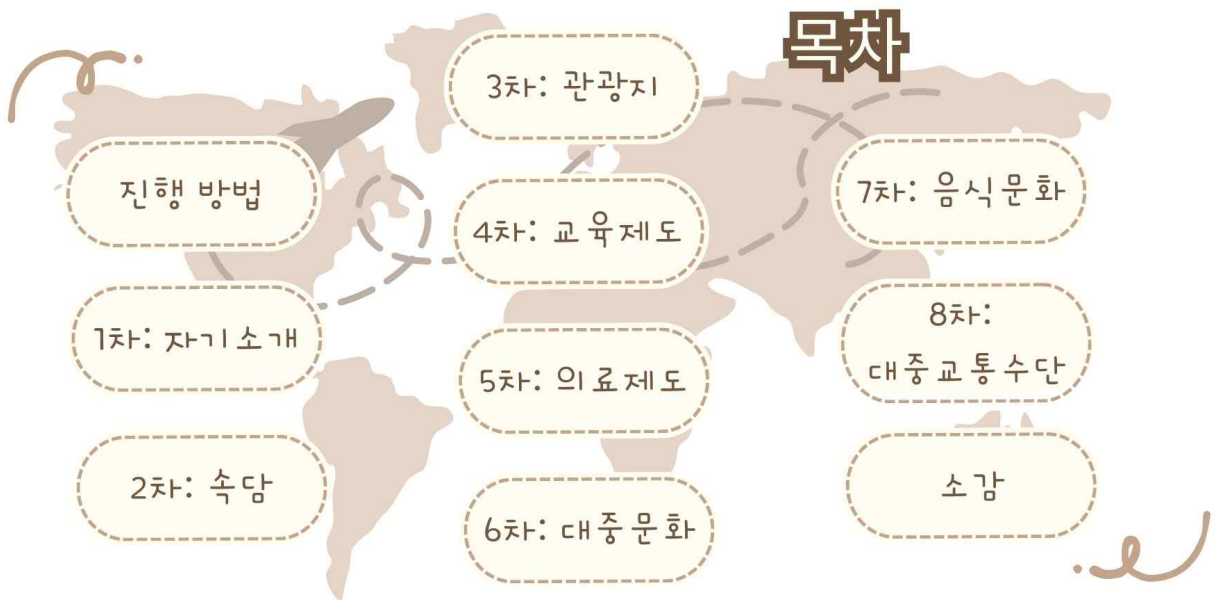 목차
진행 방법
1차: 자기소개
2차: 속담
3차: 관광지
4차: 교육제도
5차: 의료제도
6차: 대중문화
7차: 음식문화
8차:
대중교통수단
소감